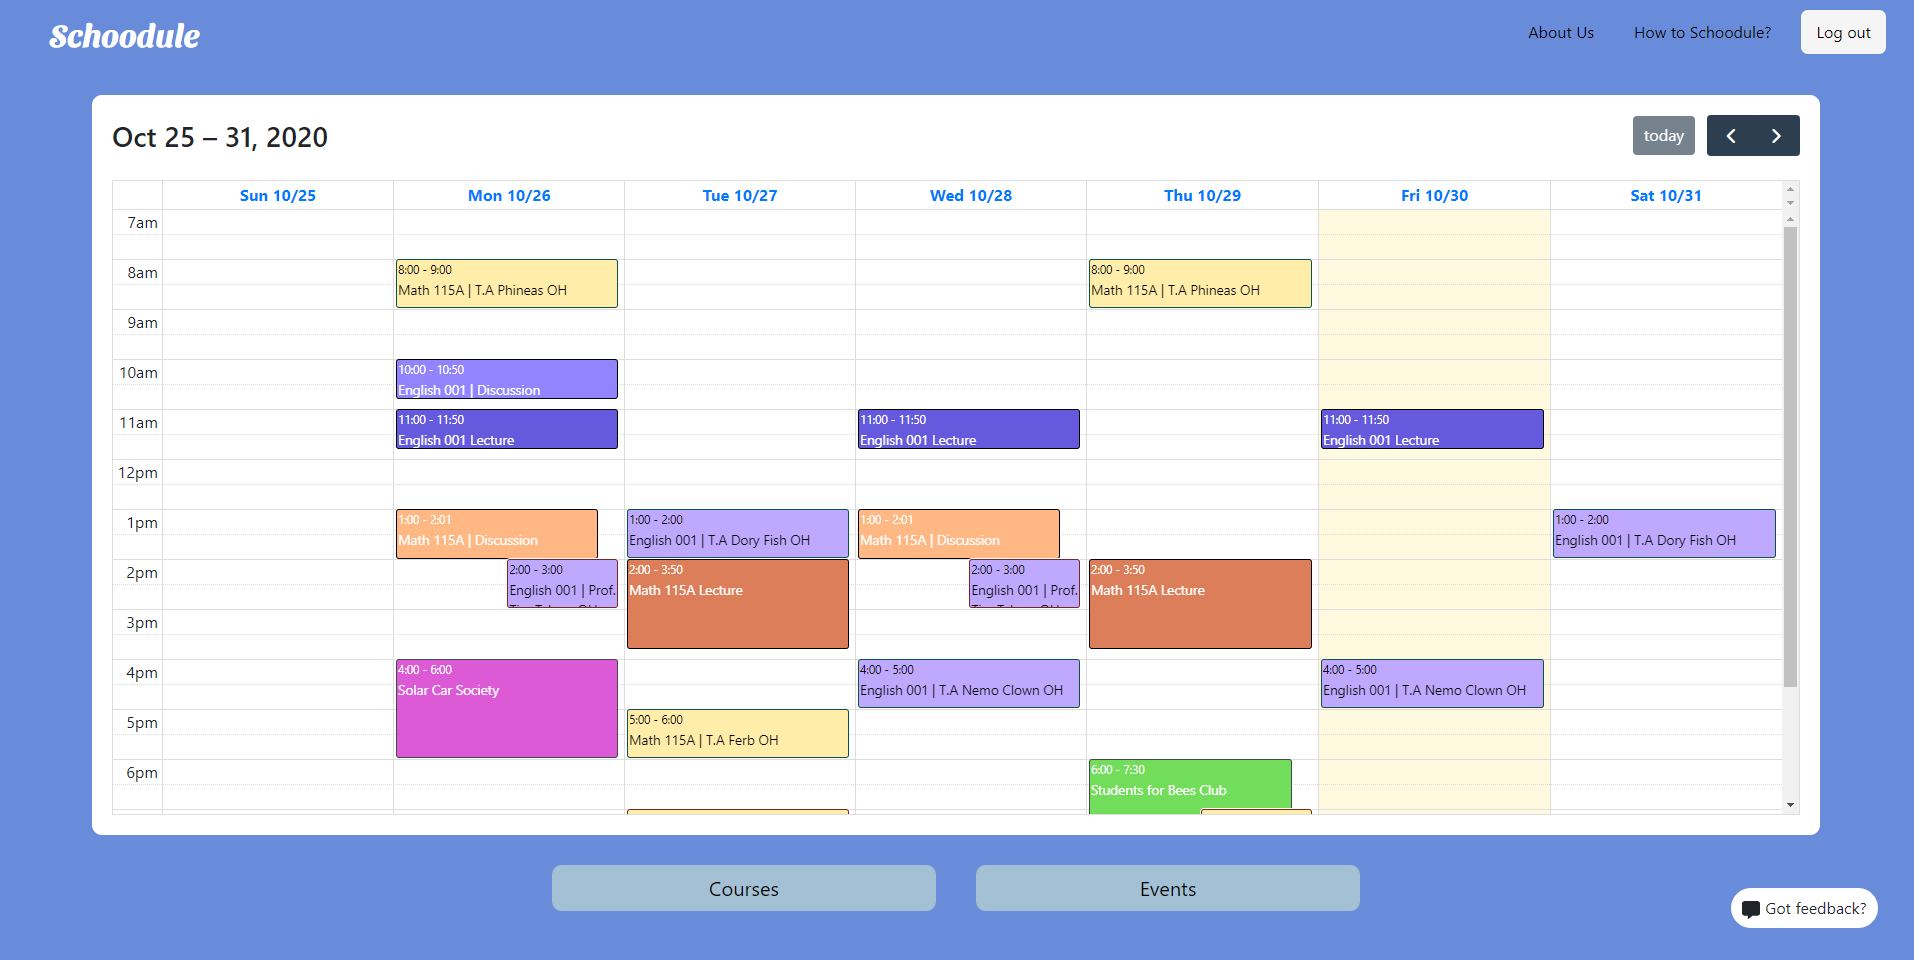 Schoodule
About Us
How to Schoodule?
Log out
Oct 25 – 31, 2020
today
Sun 10/25
Mon 10/26
Tue 10/27
Wed 10/28
Thu 10/29
Fri 10/30
Sat 10/31
7am
8am
8:00 - 9:00
Math 115A | T.A Phineas OH
8:00 - 9:00
Math 115A | T.A Phineas OH
9am
10am
10:00 - 10:50
English 001 | Discussion
11am
11:00 - 11:50
English 001 Lecture
11:00 - 11:50
English 001 Lecture
11:00 - 11:50
English 001 Lecture
12pm
1pm
1:00 - 2:01
Math 115A | Discussion
1:00 - 2:00
English 001 | T.A Dory Fish OH
1:00 - 2:01
Math 115A | Discussion
1:00 - 2:00
English 001 | T.A Dory Fish OH
2pm
2:00 - 3:00
English 001 | Prof.
2:00 - 3:50
Math 115A Lecture
2:00 - 3:00
English 001 | Prof.
2:00 - 3:50
Math 115A Lecture
3pm
4pm
4:00 - 6:00
Solar Car Society
4:00 - 5:00
English 001 | T.A Nemo Clown OH
4:00 - 5:00
English 001 | T.A Nemo Clown OH
5pm
5:00 - 6:00
Math 115A | T.A Ferb OH
6pm
6:00 - 7:30
Students for Bees Club
Courses
Events
Got feedback?